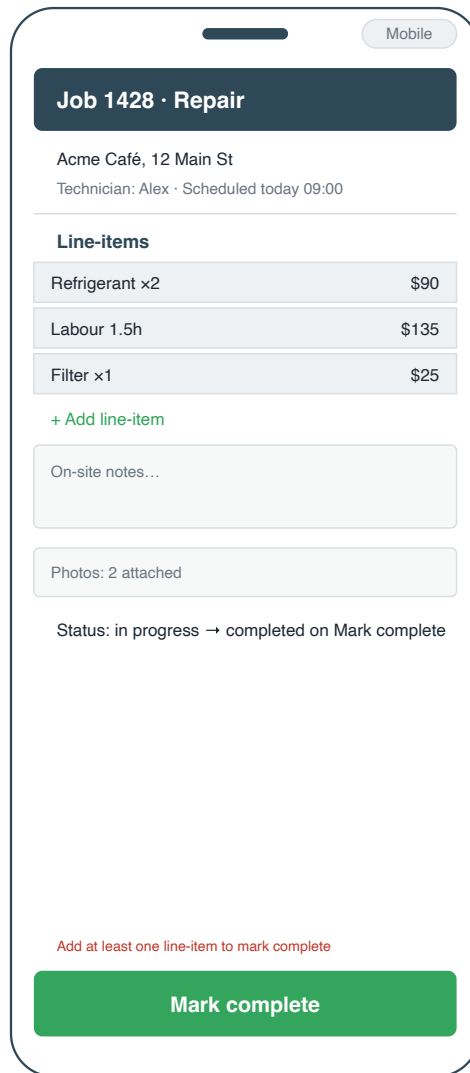 Mobile
Job 1428 · Repair
Acme Café, 12 Main St
Technician: Alex · Scheduled today 09:00
Line-items
Refrigerant ×2 $90
Labour 1.5h $135
Filter ×1 $25
+ Add line-item
On-site notes…
Photos: 2 attached
Status: in progress → completed on Mark complete
Add at least one line-item to mark complete
Mark complete